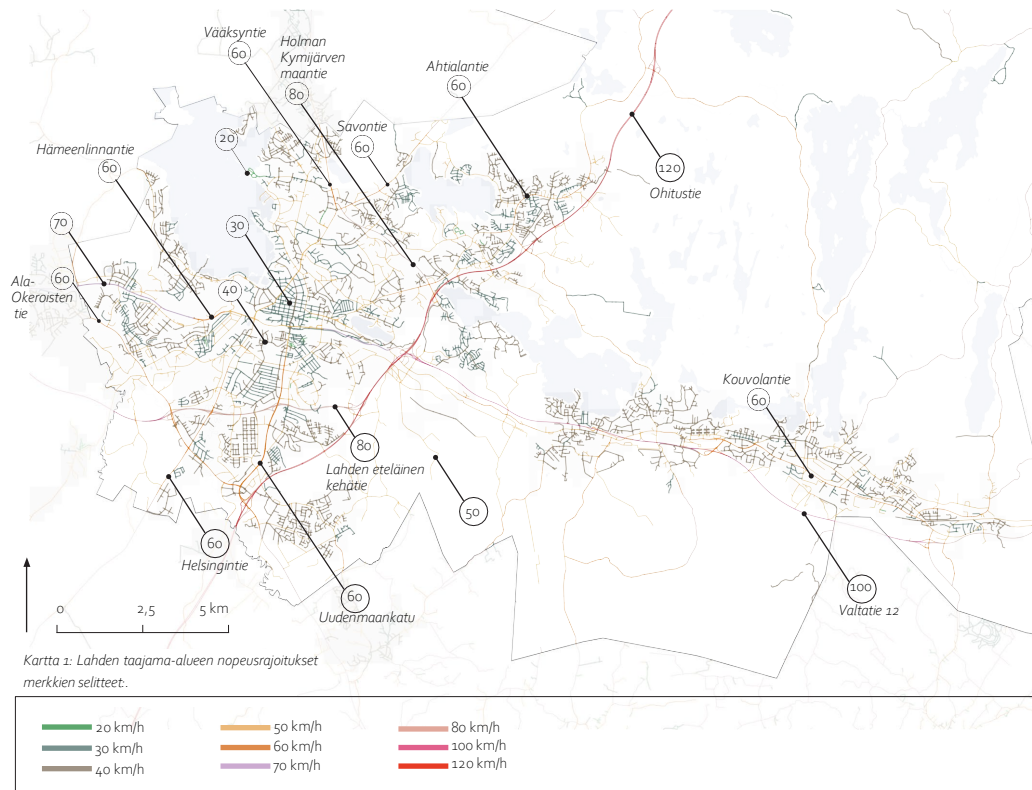 Vääksyntie
60
Holman
Kymijärven
maantie
80
Ahtialantie
60
Savontie
60
20
Hämeenlinnantie
60
120
Ohitustie
70
30
Ala-
Okeroisten
tie
60
40
Kouvolantie
60
80
Lahden eteläinen
kehätie
50
60
Helsingintie
60
Uudenmaankatu
100
Valtatie 12
0 2,5 5 km
Kartta 1: Lahden taajama-alueen nopeusrajoitukset
merkkien selitteet:.
20 km/h
30 km/h
40 km/h
50 km/h
60 km/h
70 km/h
80 km/h
100 km/h
120 km/h